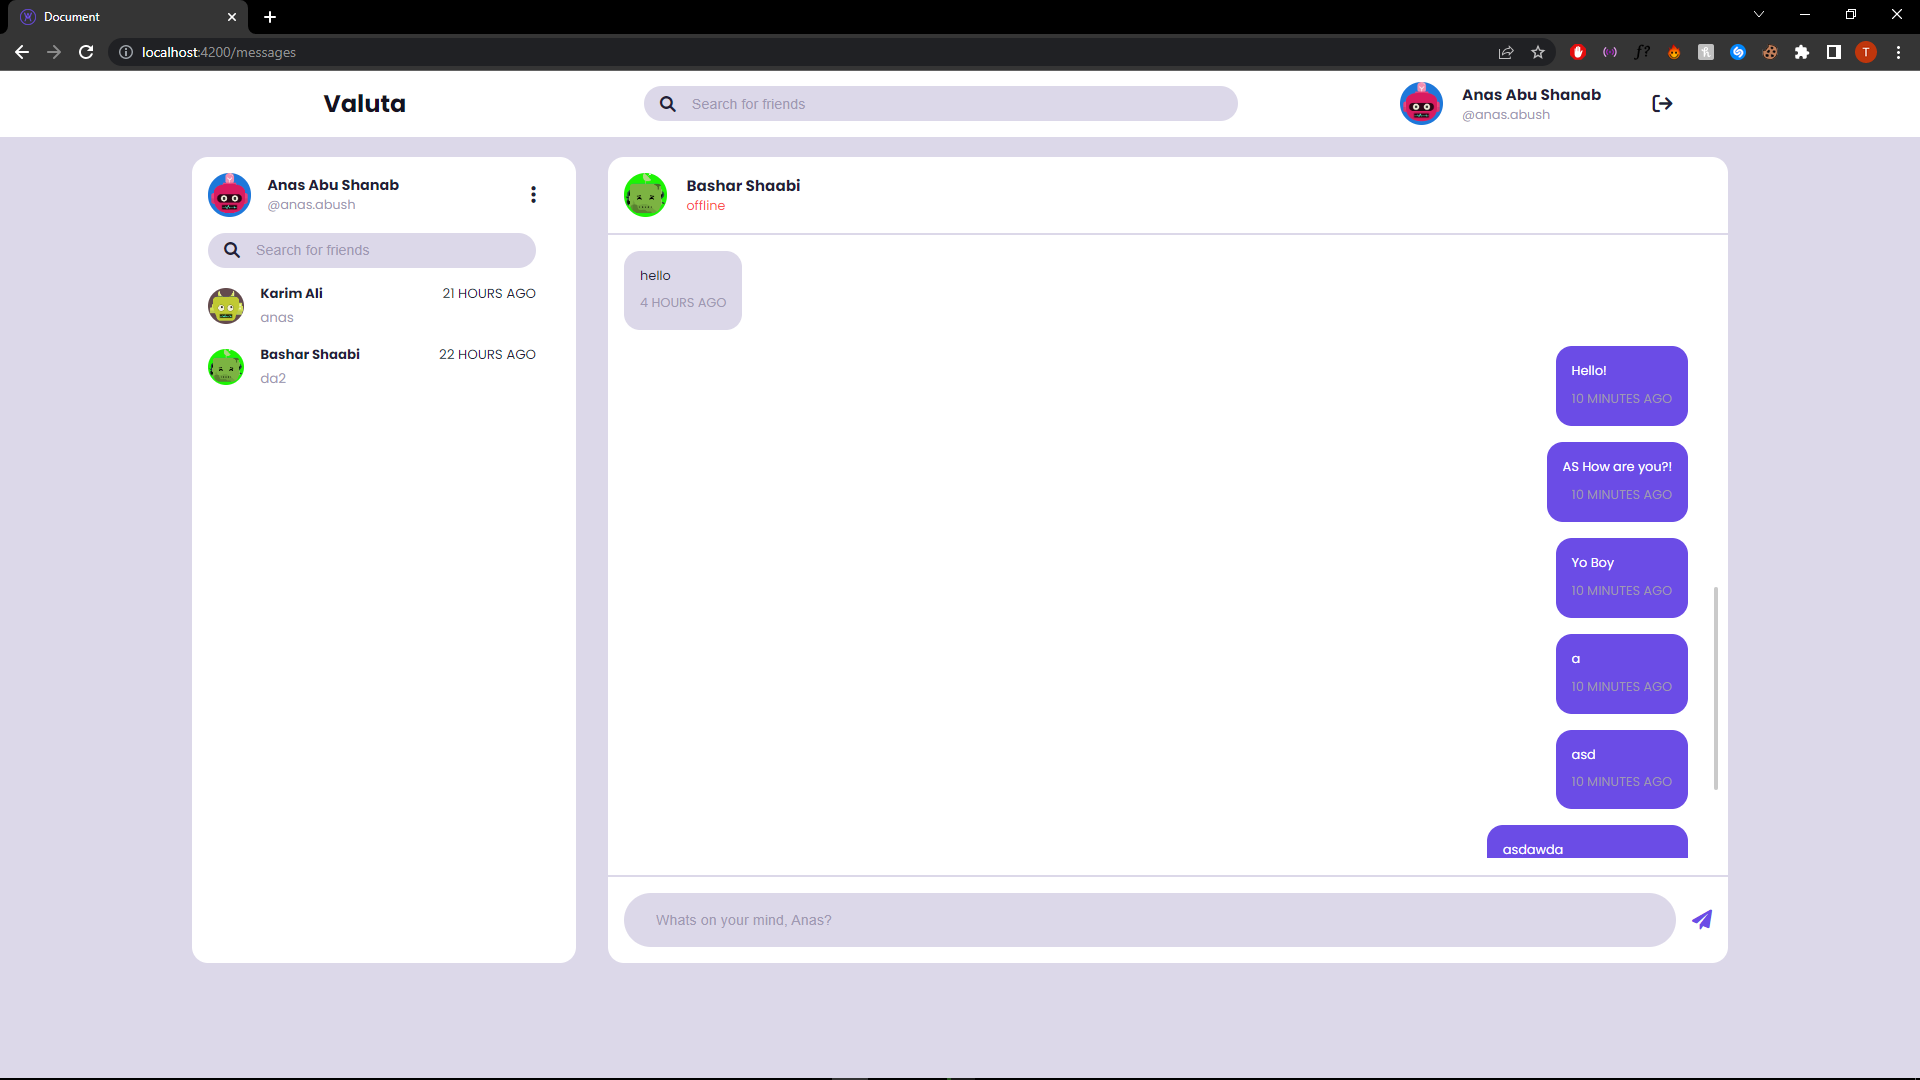 Document
localhost:4200/messages
f?
T
Valuta
Search for friends
Anas Abu Shanab
@anas.abush
Anas Abu Shanab
@anas.abush
Search for friends
Karim Ali
21 HOURS AGO
anas
Bashar Shaabi
22 HOURS AGO
da2
Bashar Shaabi
offline
hello
4 HOURS AGO
Hello!
10 MINUTES AGO
AS How are you?!
10 MINUTES AGO
Yo Boy
10 MINUTES AGO
a
10 MINUTES AGO
asd
10 MINUTES AGO
asdawda
Whats on your mind, Anas?